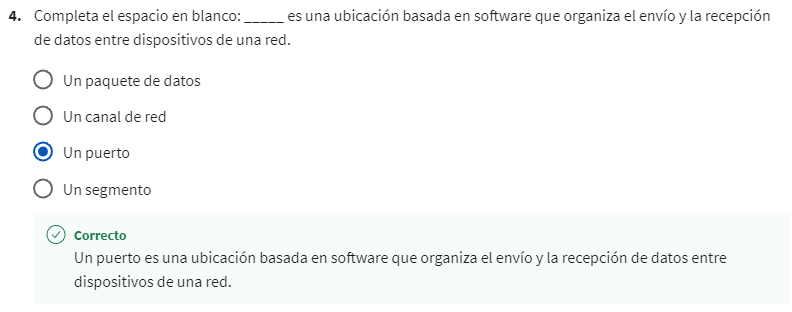 4. Completa el espacio en blanco: _____ es una ubicación basada en software que organiza el envío y la recepción
de datos entre dispositivos de una red.
Un paquete de datos
Un canal de red
Un puerto
Un segmento
Correcto
Un puerto es una ubicación basada en software que organiza el envío y la recepción de datos entre
dispositivos de una red.